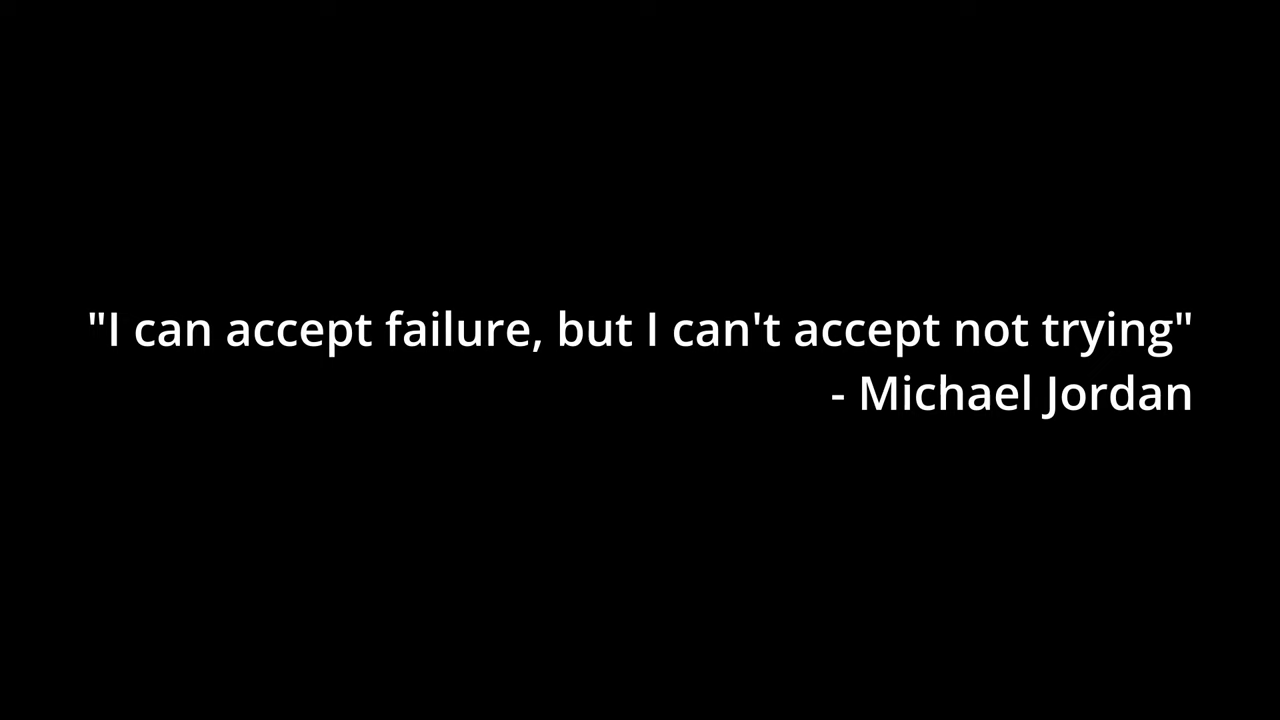 "I can accept failure, but I can't accept not trying"
- Michael Jordan